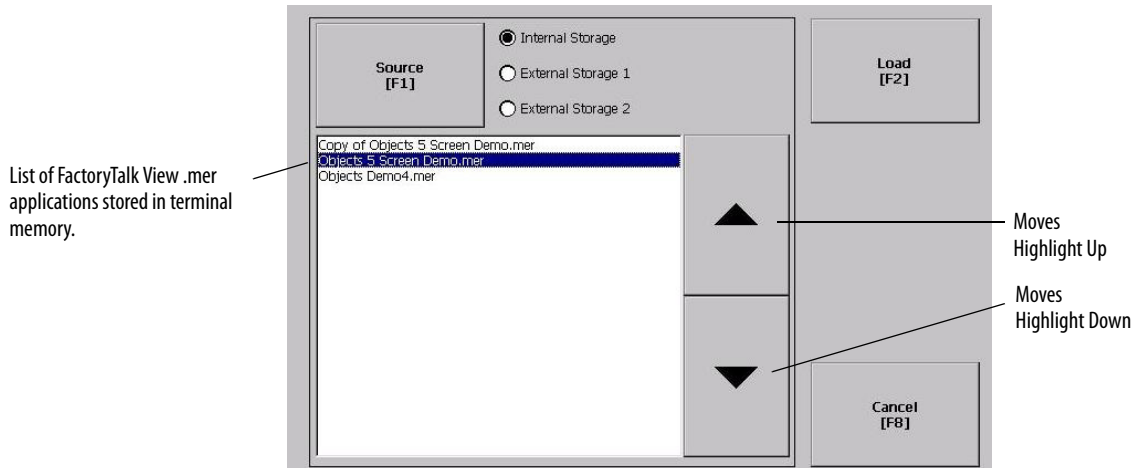 Source
[F1]
Internal Storage
External Storage 1
External Storage 2
Load
[F2]
Copy of Objects 5 Screen Demo.mer
Objects 5 Screen Demo.mer
Objects Demo4.mer
List of FactoryTalk View .mer
applications stored in terminal
memory.
Moves
Highlight Up
Moves
Highlight Down
Cancel
[F8]